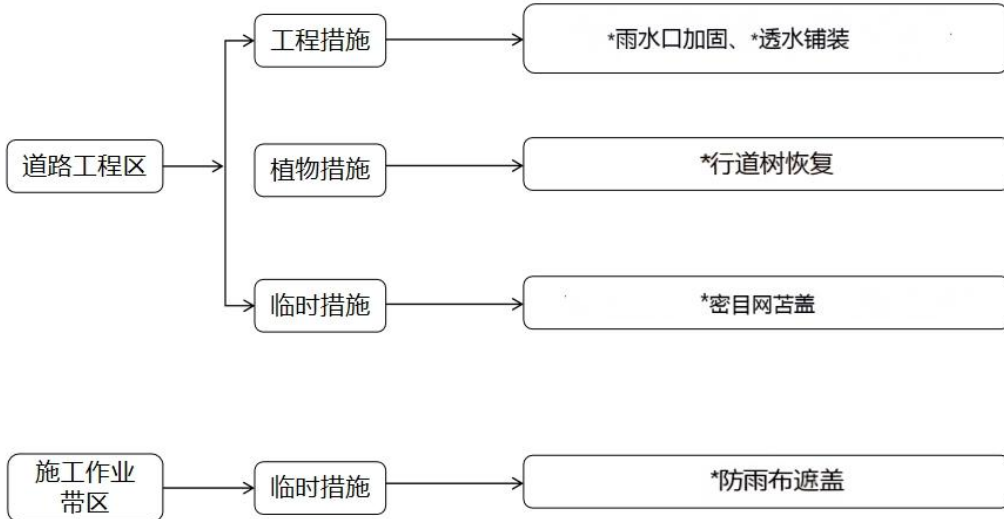 工程措施
*雨水口加固、*透水铺装
道路工程区
植物措施
*行道树恢复
临时措施
*密目网苫盖
施工作业
带区
临时措施
*防雨布遮盖